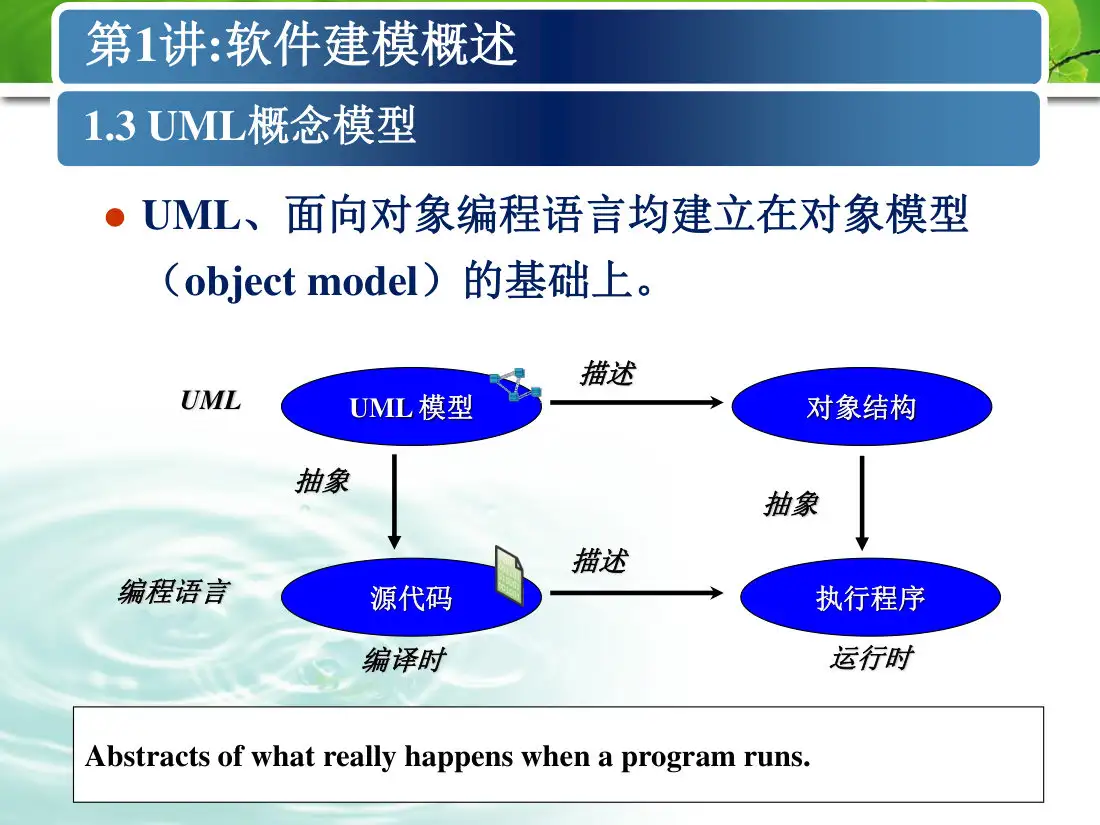 第1讲:软件建模概述
1.3 UML概念模型
UML、面向对象编程语言均建立在对象模型
（object model）的基础上。
描述
UML
UML 模型
对象结构
抽象
抽象
描述
编程语言
源代码
执行程序
编译时
运行时
Abstracts of what really happens when a program runs.